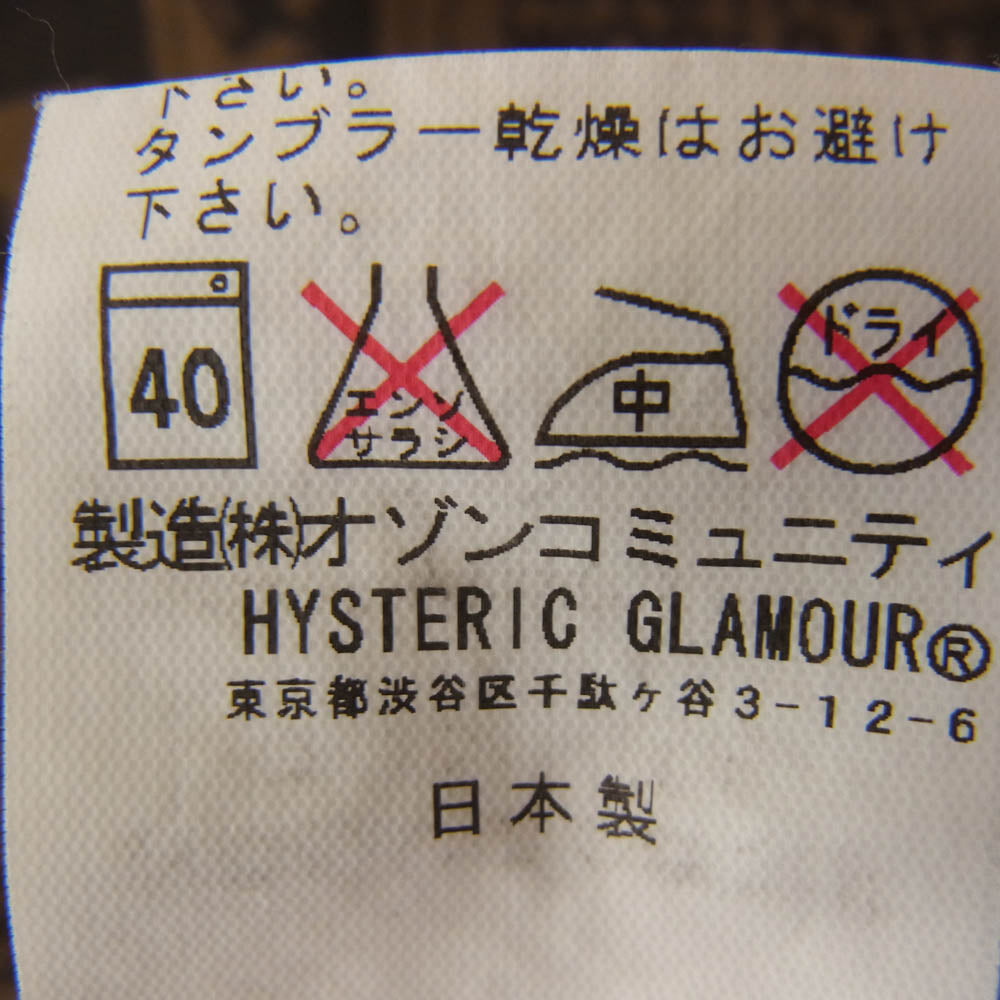 下さい。
タンブラー乾燥はお避け
下さい。
40 エンソ サラシ 中 ドライ
製造㈱オゾンコミュニティ
HYSTERIC GLAMOUR®
東京都渋谷区千駄ヶ谷3-12-6
日本製